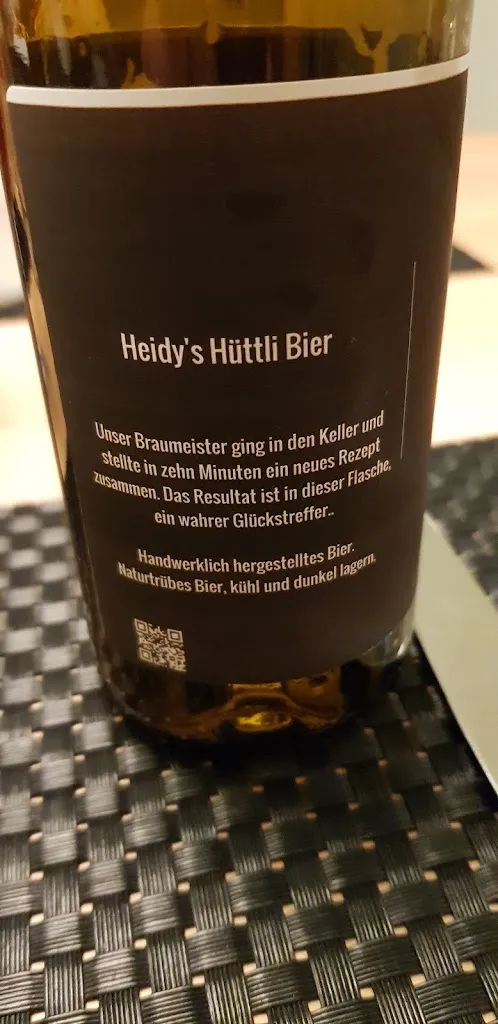 Heidy's Hüttli Bier
Unser Braumeister ging in den Keller und
stellte in zehn Minuten ein neues Rezept
zusammen. Das Resultat ist in dieser Flasche,
ein wahrer Glückstreffer..
Handwerklich hergestelltes Bier.
Naturtrübes Bier, kühl und dunkel lagern.